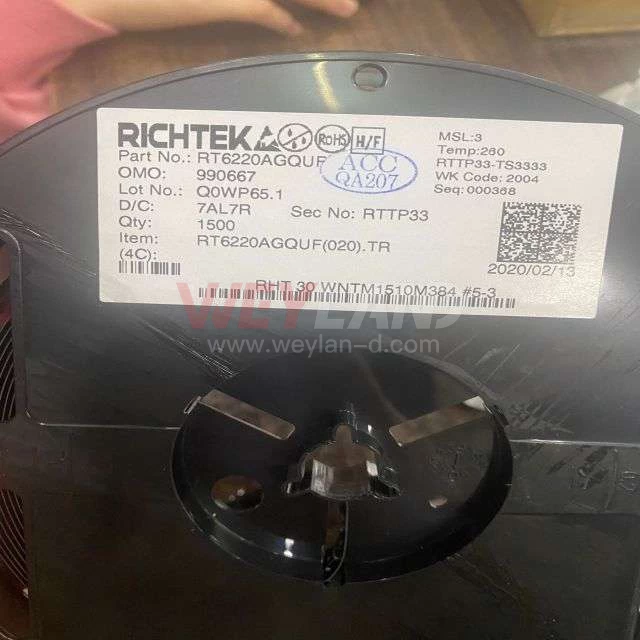 RICHTEK RoHS H/F
Part No.: RT6220AGQUF
OMO: 990667
Lot No.: Q0WP65.1
D/C: 7AL7R Sec No: RTTP33
Qty: 1500
Item: RT6220AGQUF(020).TR
(4C):
ACC
QA207
MSL:3
Temp:260
RTTP33-TS3333
WK Code: 2004
Seq: 000368
2020/02/13
RHT 30 WNTM1510M384 #5-3
WEYLAND
www.weylan-d.com